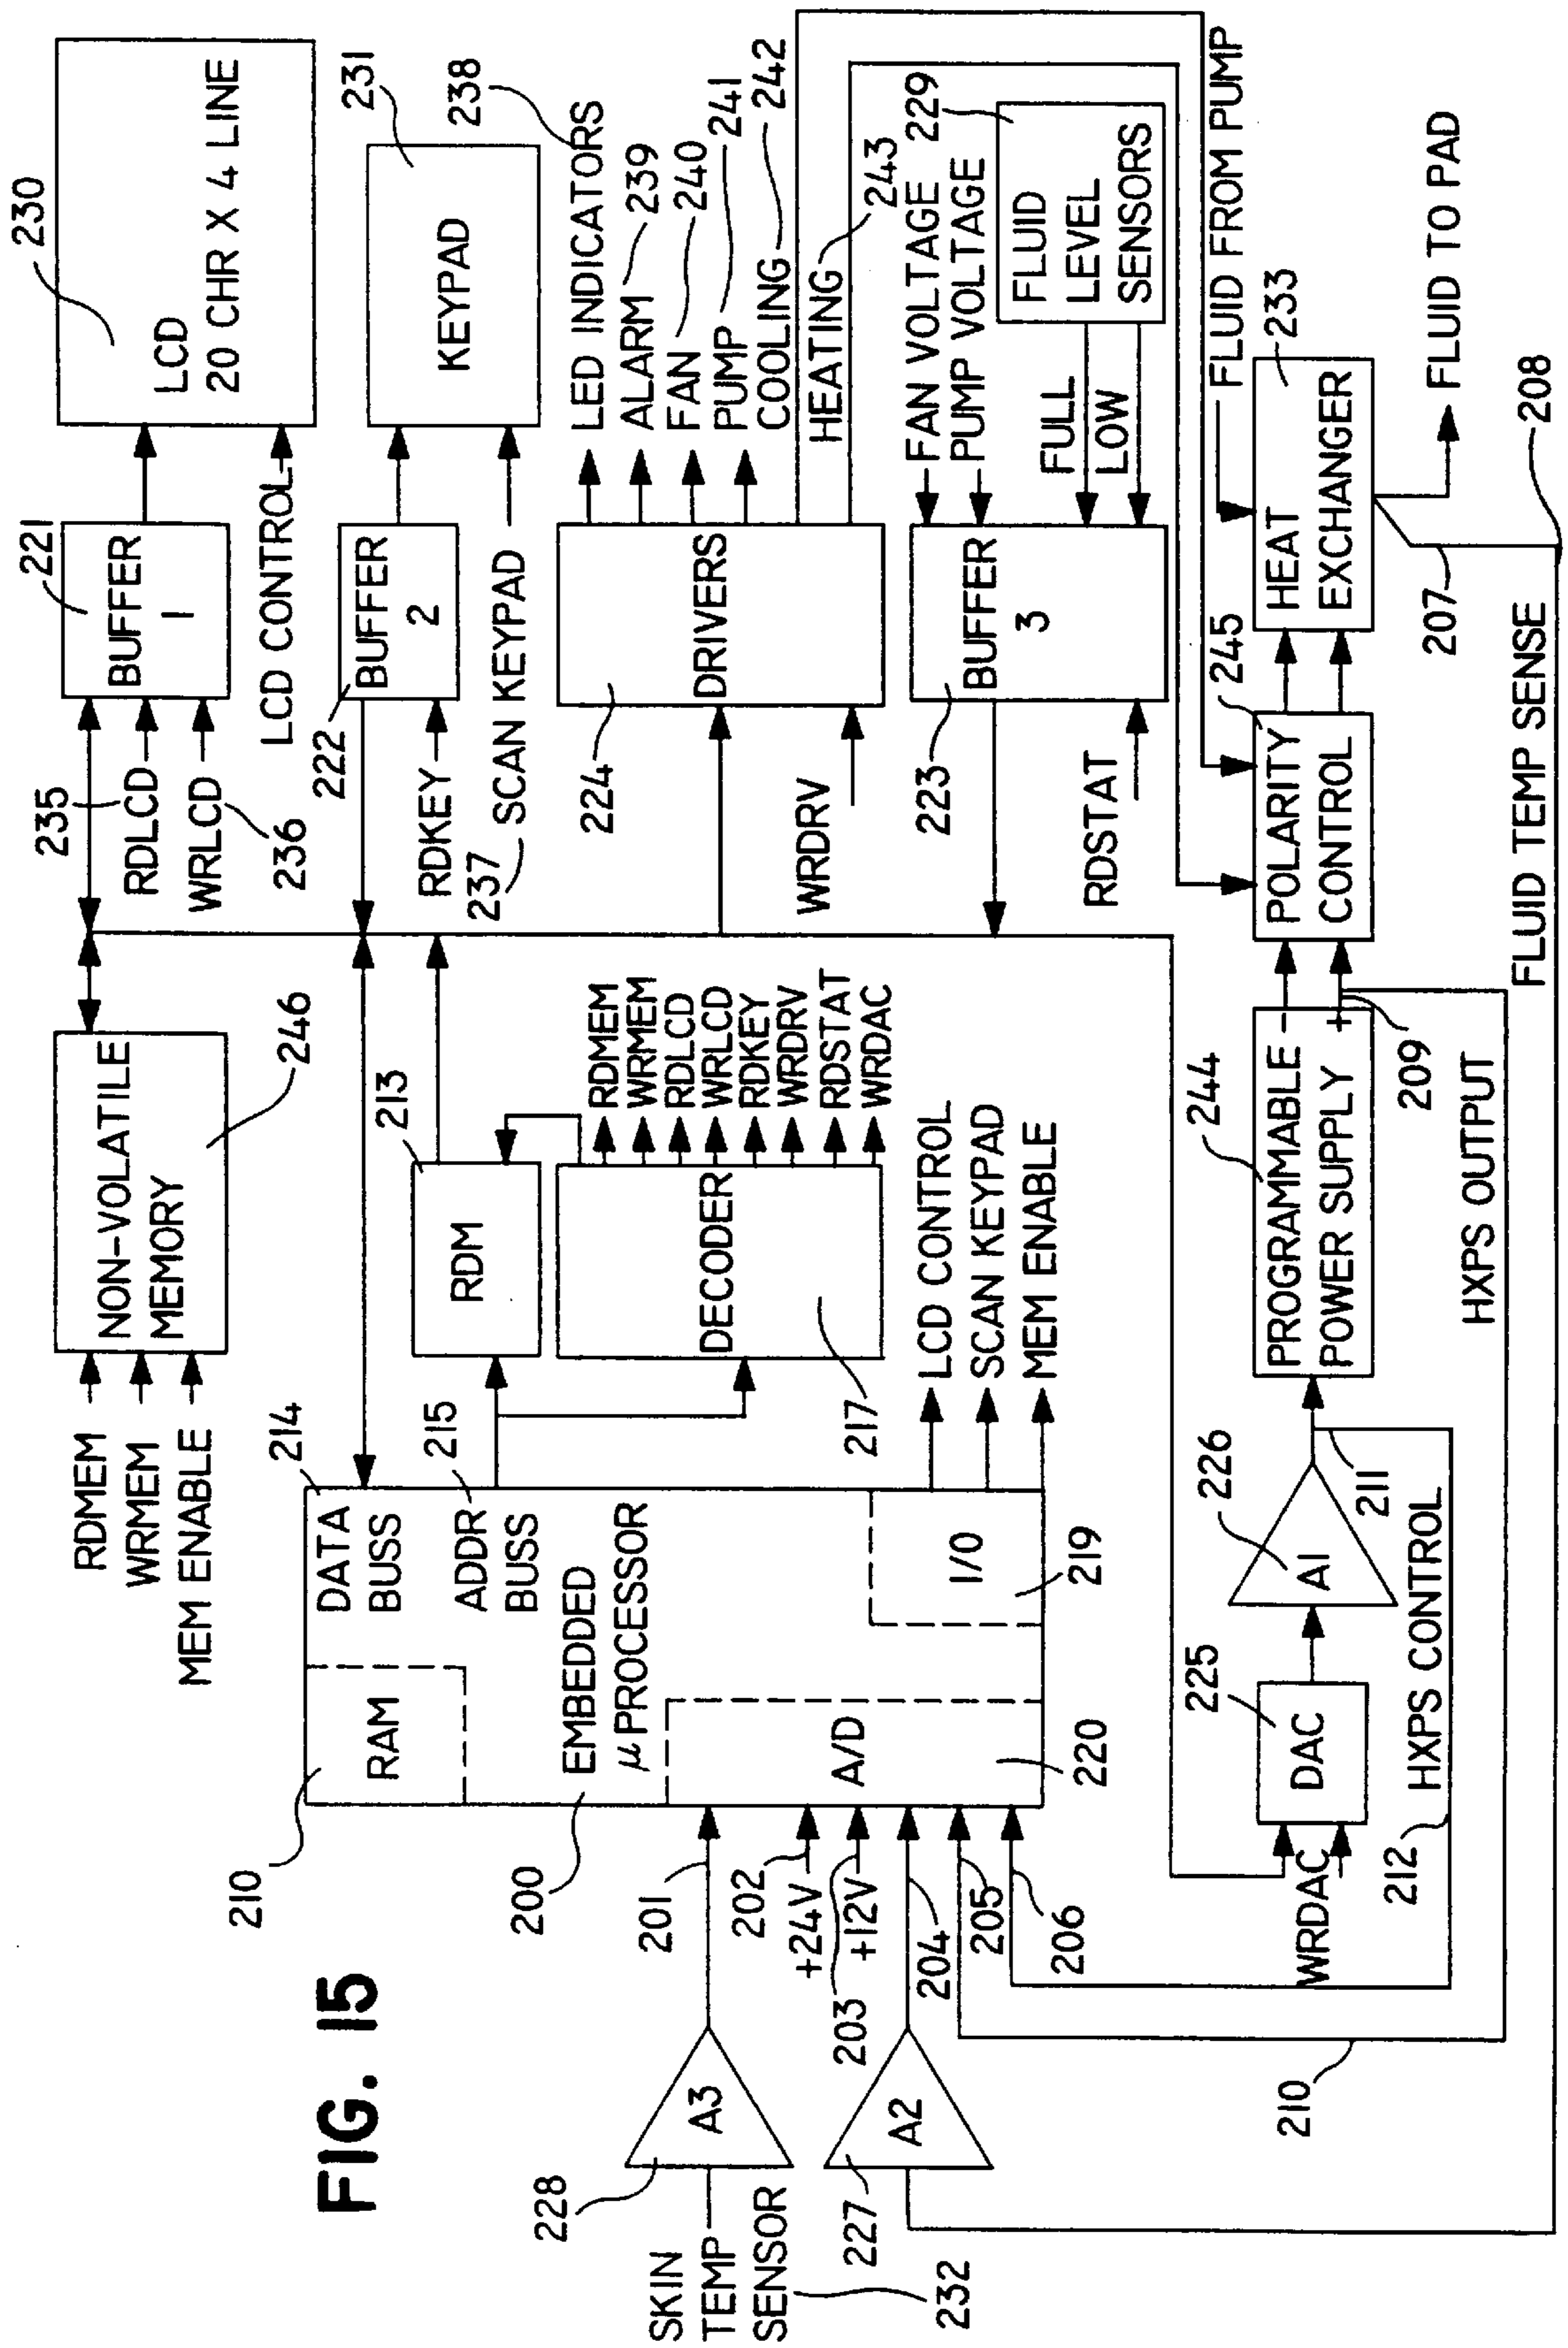 FIG. 15
RDMEM
WRMEM
MEM ENABLE
NON-VOLATILE
MEMORY
246
235
RDLCD
WRLCD
236
221
BUFFER
1
LCD CONTROL
230
LCD
20 CHR X 4 LINE
210
RAM
DATA
BUSS
214
ADDR
BUSS
215
EMBEDDED
μ PROCESSOR
200
A/D
220
I/O
219
213
RDM
DECODER
217
RDMEM
WRMEM
RDLCD
WRLCD
RDKEY
WRDRV
RDSTAT
WRDAC
LCD CONTROL
SCAN KEYPAD
MEM ENABLE
222
BUFFER
2
RDKEY
237
SCAN KEYPAD
231
KEYPAD
224
DRIVERS
WRDRV
238
LED INDICATORS
ALARM
239
FAN
240
PUMP
241
COOLING
242
HEATING
243
223
BUFFER
3
RDSTAT
FAN VOLTAGE
PUMP VOLTAGE
229
FULL
LOW
FLUID
LEVEL
SENSORS
228
A3
201
SKIN
TEMP
SENSOR
232
202
+24V
+12V
203
227
A2
204
205
206
225
DAC
WRDAC
212
HXPS CONTROL
226
A1
211
244
PROGRAMMABLE -
POWER SUPPLY +
209
HXPS OUTPUT
210
245
POLARITY
CONTROL
233
HEAT
EXCHANGER
FLUID FROM PUMP
FLUID TO PAD
207
208
FLUID TEMP SENSE